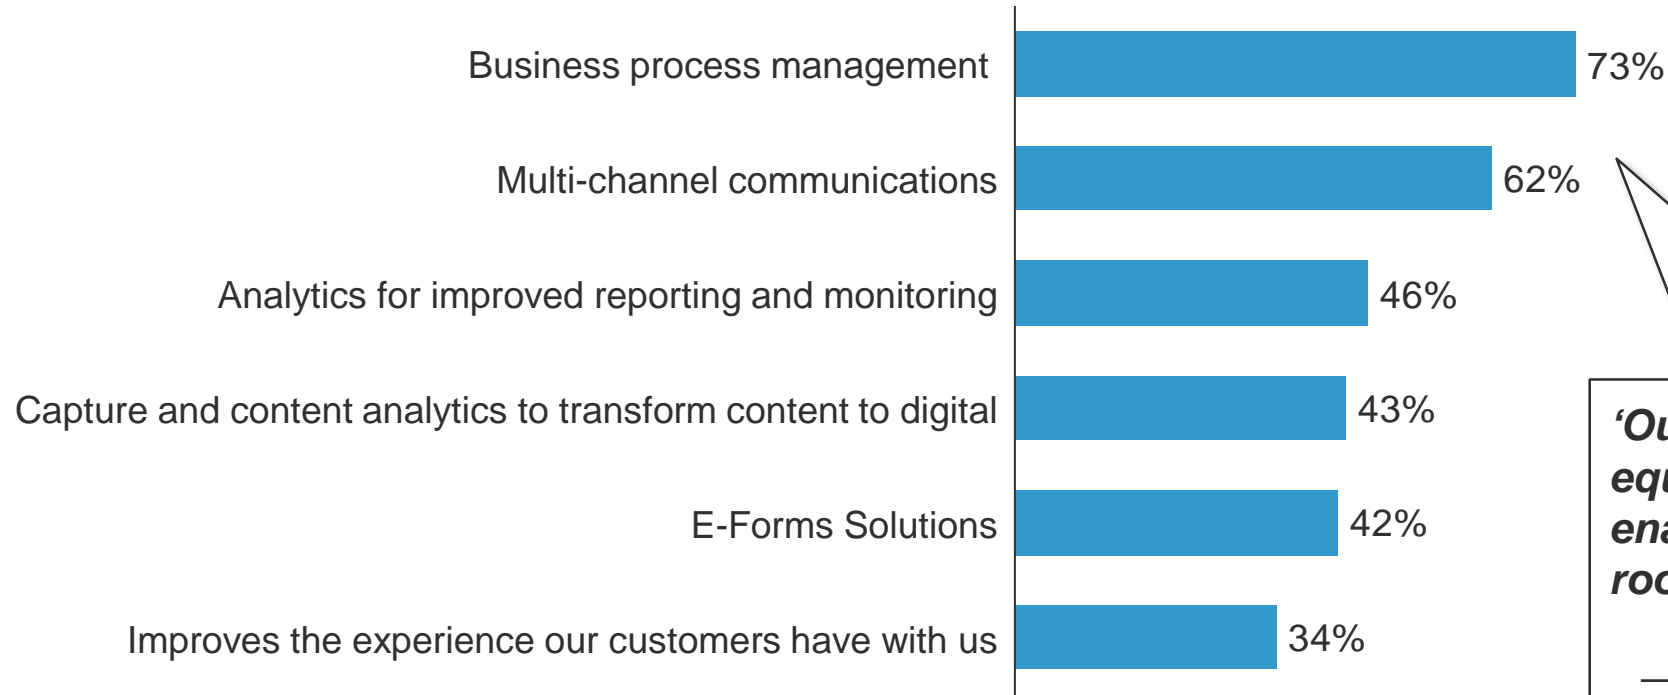 Business process management
73%
Multi-channel communications
62%
Analytics for improved reporting and monitoring
46%
Capture and content analytics to transform content to digital
43%
E-Forms Solutions
42%
Improves the experience our customers have with us
34%